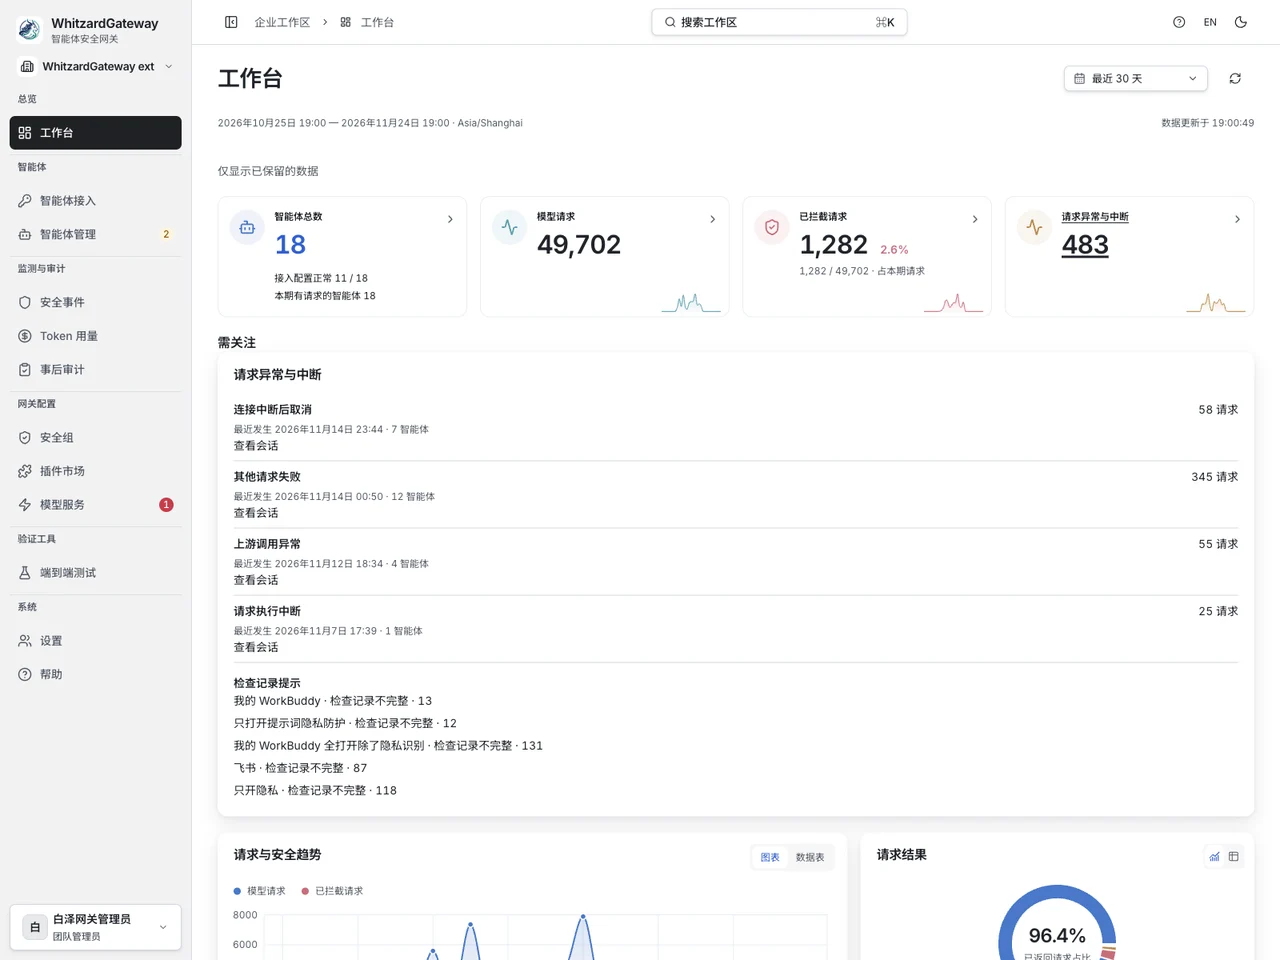 WhitzardGateway
智能体安全网关
WhitzardGateway ext
总览
工作台
智能体
智能体接入
智能体管理
2
监测与审计
安全事件
Token 用量
事后审计
网关配置
安全组
插件市场
模型服务
1
验证工具
端到端测试
系统
设置
帮助
白
白泽网关管理员
团队管理员
企业工作区
工作台
搜索工作区
⌘K
EN
工作台
最近 30 天
2026年10月25日 19:00 — 2026年11月24日 19:00 · Asia/Shanghai
数据更新于 19:00:49
仅显示已保留的数据
智能体总数
18
接入配置正常 11 / 18
本期有请求的智能体 18
模型请求
49,702
已拦截请求
1,282 2.6%
1,282 / 49,702 · 占本期请求
请求异常与中断
483
需关注
请求异常与中断
连接中断后取消
58 请求
最近发生 2026年11月14日 23:44 · 7 智能体
查看会话
其他请求失败
345 请求
最近发生 2026年11月14日 00:50 · 12 智能体
查看会话
上游调用异常
55 请求
最近发生 2026年11月12日 18:34 · 4 智能体
查看会话
请求执行中断
25 请求
最近发生 2026年11月7日 17:39 · 1 智能体
查看会话
检查记录提示
我的 WorkBuddy · 检查记录不完整 · 13
只打开提示词隐私防护 · 检查记录不完整 · 12
我的 WorkBuddy 全打开除了隐私识别 · 检查记录不完整 · 131
飞书 · 检查记录不完整 · 87
只开隐私 · 检查记录不完整 · 118
请求与安全趋势
图表
数据表
模型请求
已拦截请求
8000
6000
请求结果
96.4%
已返回请求占比